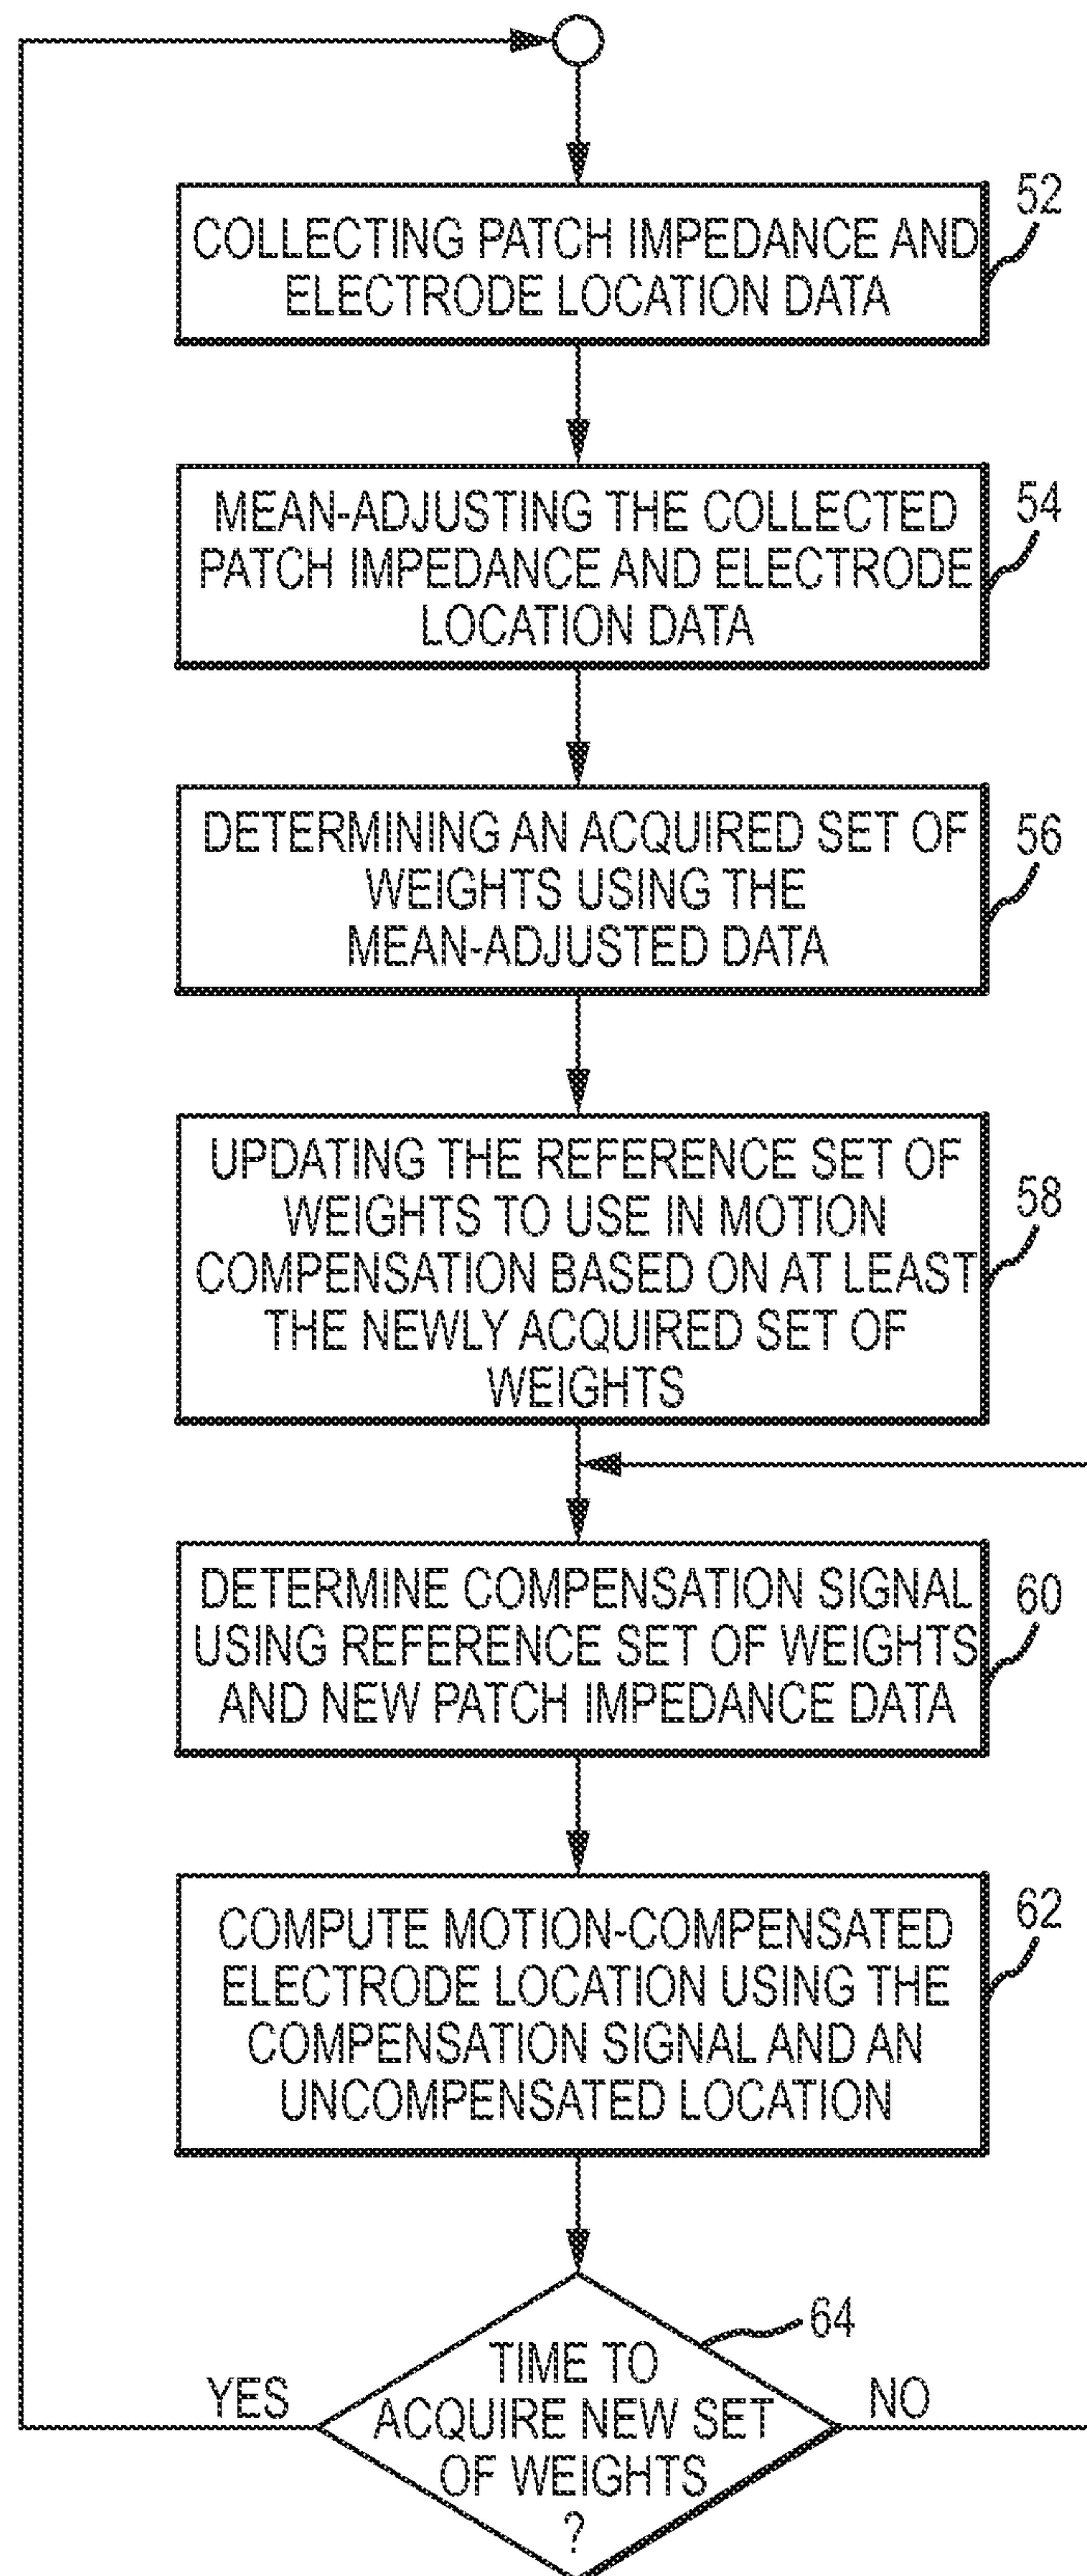 COLLECTING PATCH IMPEDANCE AND
ELECTRODE LOCATION DATA
52
MEAN-ADJUSTING THE COLLECTED
PATCH IMPEDANCE AND ELECTRODE
LOCATION DATA
54
DETERMINING AN ACQUIRED SET OF
WEIGHTS USING THE
MEAN-ADJUSTED DATA
56
UPDATING THE REFERENCE SET OF
WEIGHTS TO USE IN MOTION
COMPENSATION BASED ON AT LEAST
THE NEWLY ACQUIRED SET OF
WEIGHTS
58
DETERMINE COMPENSATION SIGNAL
USING REFERENCE SET OF WEIGHTS
AND NEW PATCH IMPEDANCE DATA
60
COMPUTE MOTION-COMPENSATED
ELECTRODE LOCATION USING THE
COMPENSATION SIGNAL AND AN
UNCOMPENSATED LOCATION
62
TIME TO
ACQUIRE NEW SET
OF WEIGHTS
?
64
YES
NO